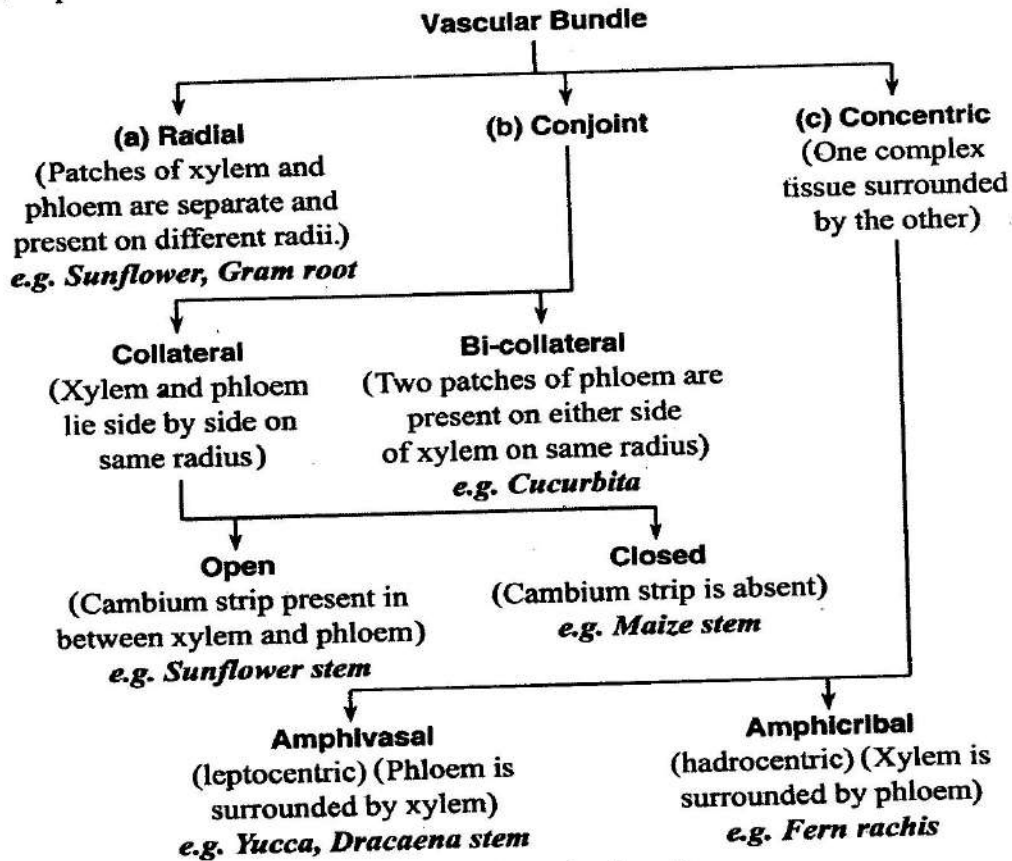 Vascular Bundle
(a) Radial
(Patches of xylem and
phloem are separate and
present on different radii.)
e.g. Sunflower, Gram root
(b) Conjoint
(c) Concentric
(One complex
tissue surrounded
by the other)
Collateral
(Xylem and phloem
lie side by side on
same radius)
Bi-collateral
(Two patches of phloem are
present on either side
of xylem on same radius)
e.g. Cucurbita
Open
(Cambium strip present in
between xylem and phloem)
e.g. Sunflower stem
Closed
(Cambium strip is absent)
e.g. Maize stem
Amphivasal
(leptocentric) (Phloem is
surrounded by xylem)
e.g. Yucca, Dracaena stem
Amphicribal
(hadrocentric) (Xylem is
surrounded by phloem)
e.g. Fern rachis